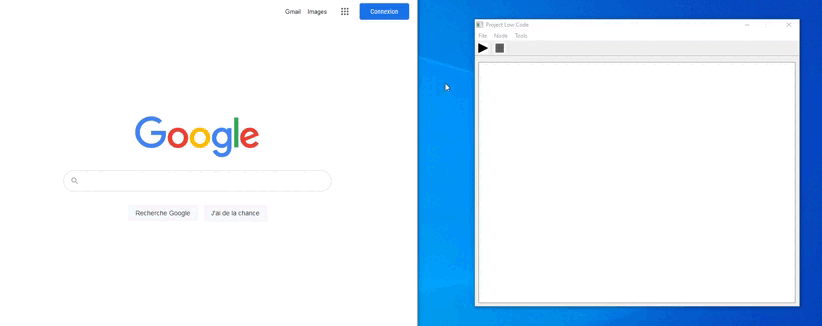 Gmail Images Connexion
Google
Recherche Google J'ai de la chance
Project Low Code
File Node Tools